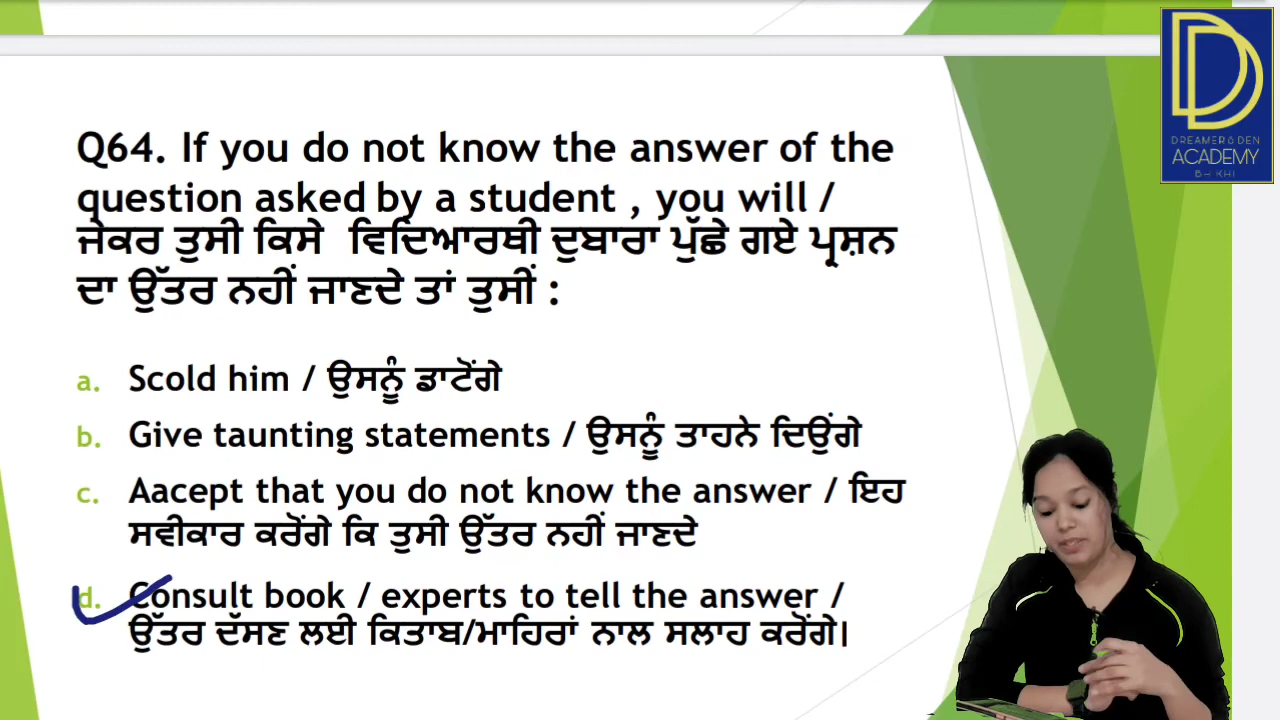 Q64. If you do not know the answer of the
question asked by a student , you will /
ਜੇਕਰ ਤੁਸੀ ਕਿਸੇ ਵਿਦਿਆਰਥੀ ਦੁਬਾਰਾ ਪੁੱਛੇ ਗਏ ਪ੍ਰਸ਼ਨ
ਦਾ ਉੱਤਰ ਨਹੀਂ ਜਾਣਦੇ ਤਾਂ ਤੁਸੀਂ :
a. Scold him / ਉਸਨੂੰ ਡਾਟੋਂਗੇ
b. Give taunting statements / ਉਸਨੂੰ ਤਾਹਨੇ ਦਿਉਂਗੇ
c. Aacept that you do not know the answer / ਇਹ
ਸਵੀਕਾਰ ਕਰੋਂਗੇ ਕਿ ਤੁਸੀ ਉੱਤਰ ਨਹੀਂ ਜਾਣਦੇ
d. Consult book / experts to tell the answer /
ਉੱਤਰ ਦੱਸਣ ਲਈ ਕਿਤਾਬ/ਮਾਹਿਰਾਂ ਨਾਲ ਸਲਾਹ ਕਰੋਂਗੇ।
DD
ACADEMY